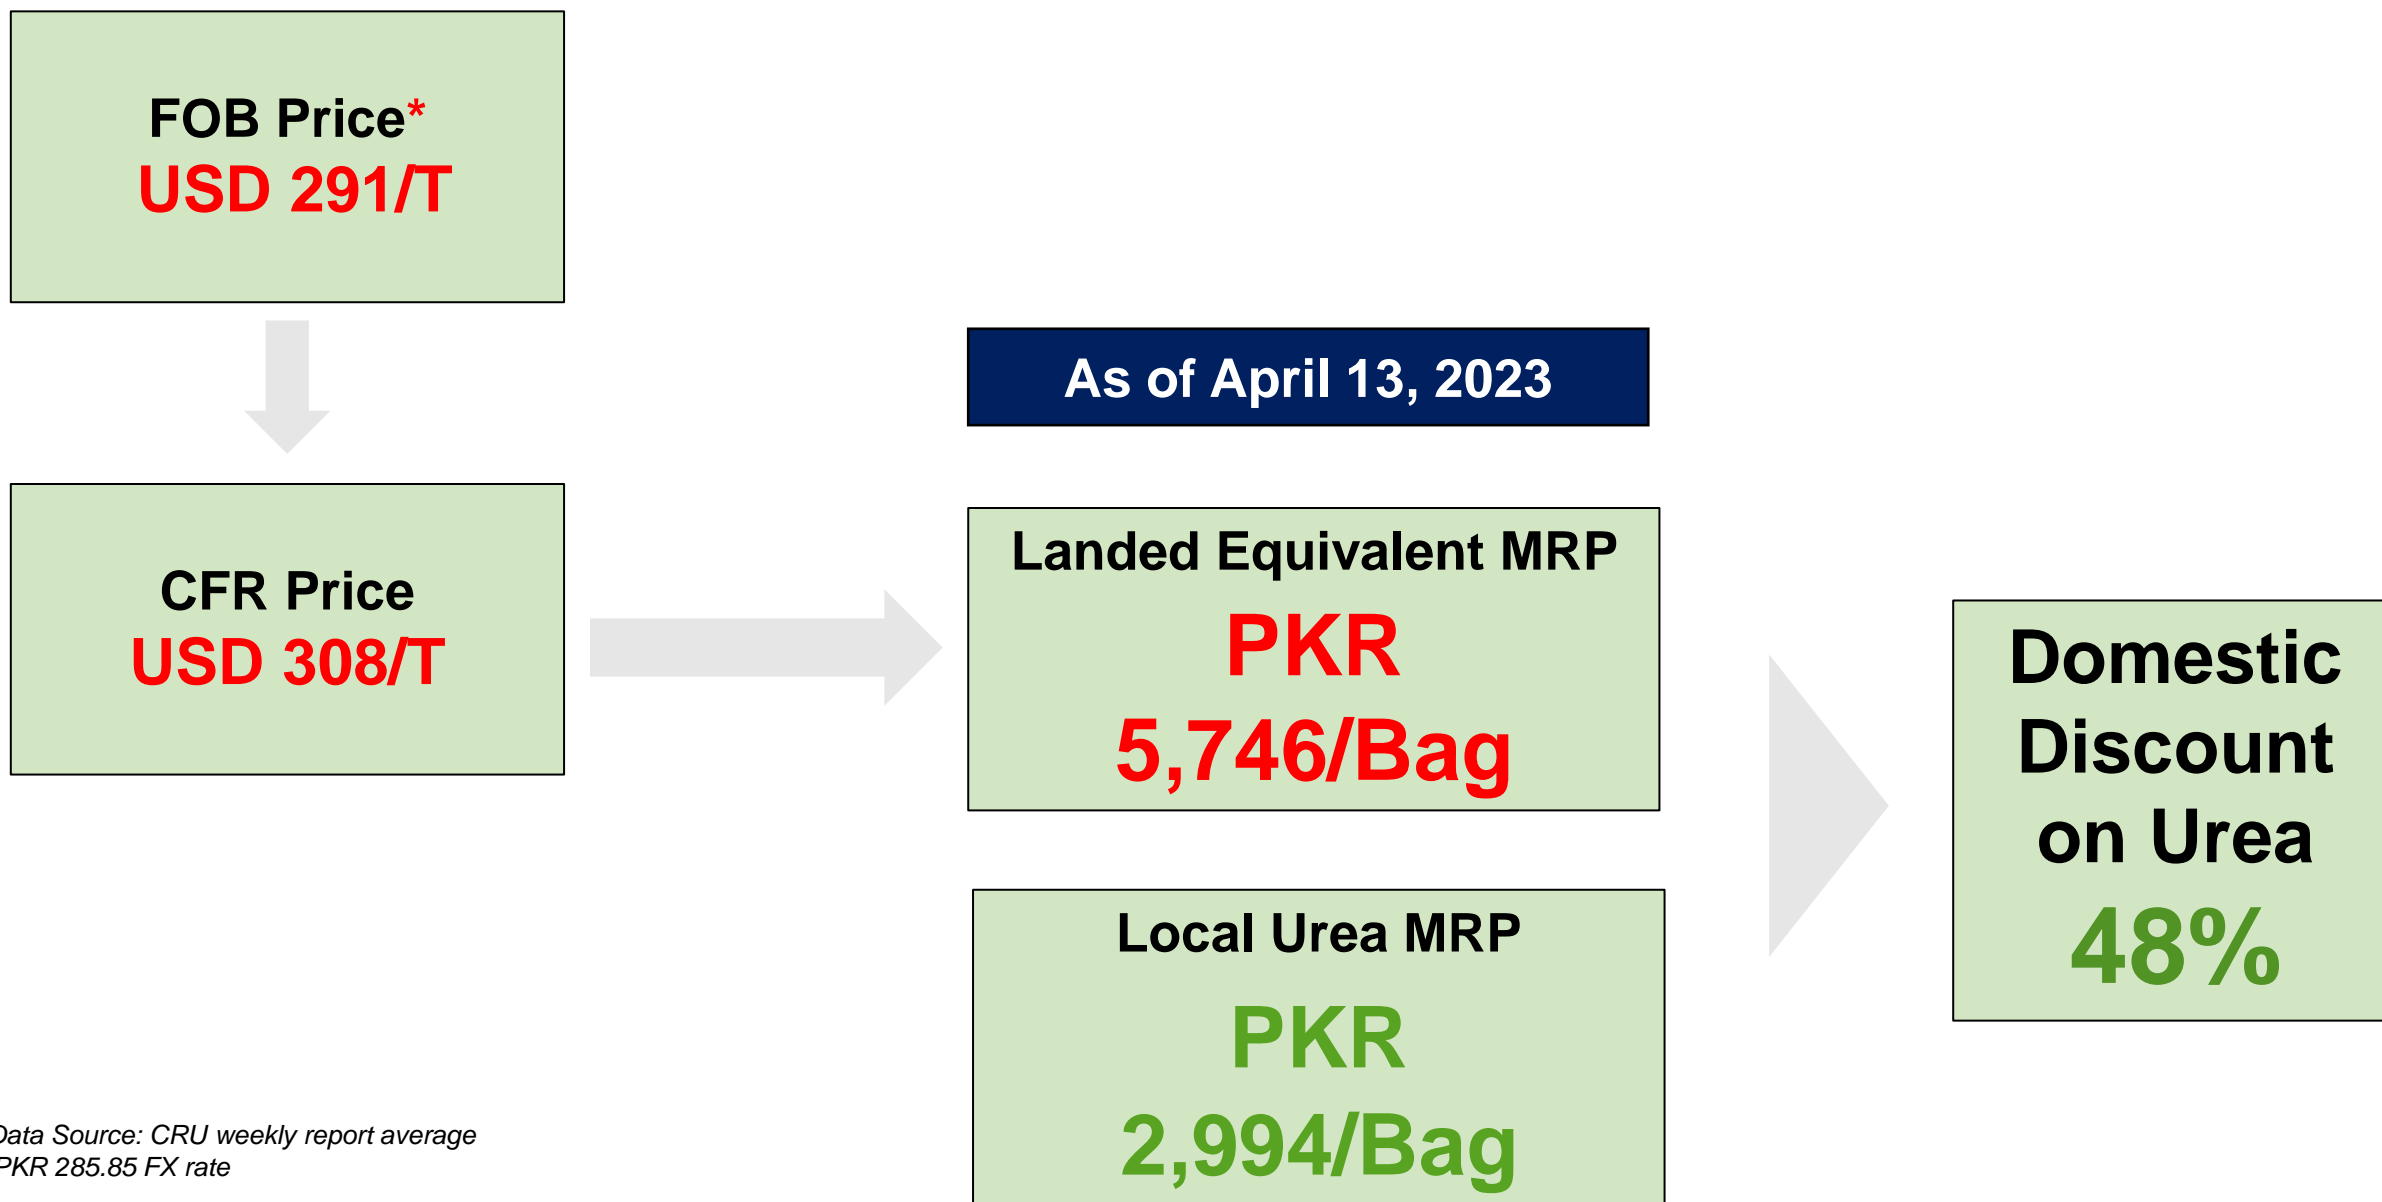 FOB Price*
USD 291/T
As of April 13, 2023
CFR Price
USD 308/T
Landed Equivalent MRP
PKR
5,746/Bag
Local Urea MRP
PKR
2,994/Bag
Domestic
Discount
on Urea
48%
Data Source: CRU weekly report average
PKR 285.85 FX rate